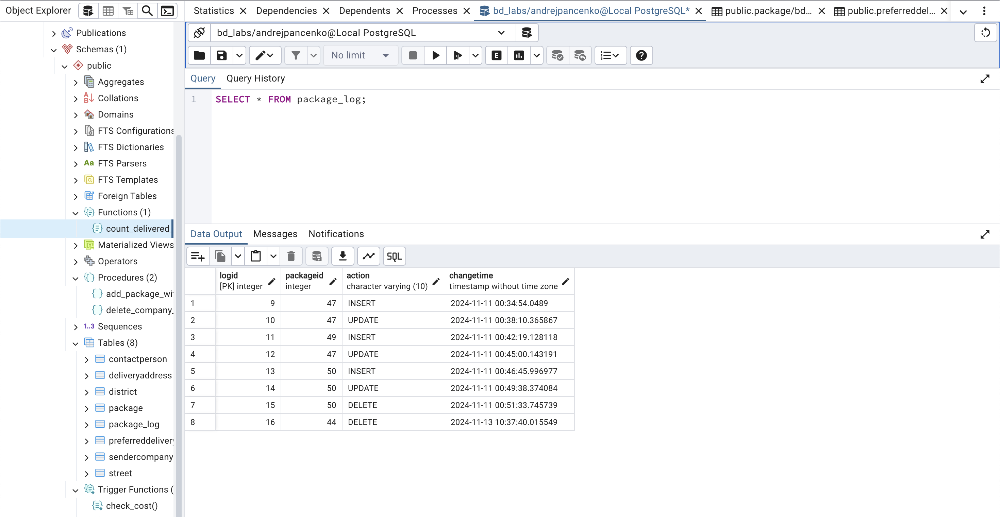 Object Explorer
Statistics
Dependencies
Dependents
Processes
bd_labs/andrejpancenko@Local PostgreSQL*
public.package/bd...
public.preferreddel...
Publications
Schemas (1)
public
Aggregates
Collations
Domains
FTS Configurations
FTS Dictionaries
Aa FTS Parsers
FTS Templates
Foreign Tables
Functions (1)
count_delivered_
Materialized Views
Operators
Procedures (2)
add_package_wi
delete_company_
1..3 Sequences
Tables (8)
contactperson
deliveryaddress
district
package
package_log
preferreddelivery
sendercompany
street
Trigger Functions (
check_cost()
bd_labs/andrejpancenko@Local PostgreSQL
No limit
E
Query Query History
1 SELECT * FROM package_log;
Data Output Messages Notifications
SQL
logid packageid action changetime
[PK] integer integer character varying (10) timestamp without time zone
1 9 47 INSERT 2024-11-11 00:34:54.0489
2 10 47 UPDATE 2024-11-11 00:38:10.365867
3 11 49 INSERT 2024-11-11 00:42:19.128118
4 12 47 UPDATE 2024-11-11 00:45:00.143191
5 13 50 INSERT 2024-11-11 00:46:45.996977
6 14 50 UPDATE 2024-11-11 00:49:38.374084
7 15 50 DELETE 2024-11-11 00:51:33.745739
8 16 44 DELETE 2024-11-13 10:37:40.015549